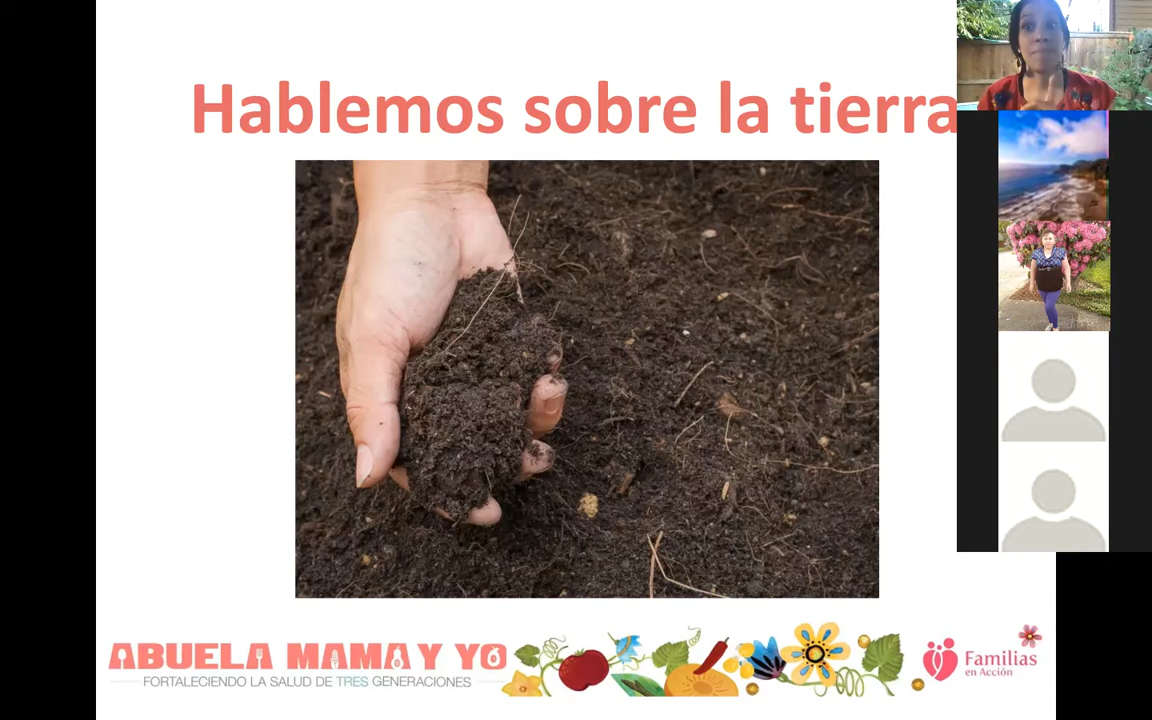 Hablemos sobre la tierra
ABUELA MAMA Y YO
FORTALECIENDO LA SALUD DE TRES GENERACIONES
Familias
en Acción